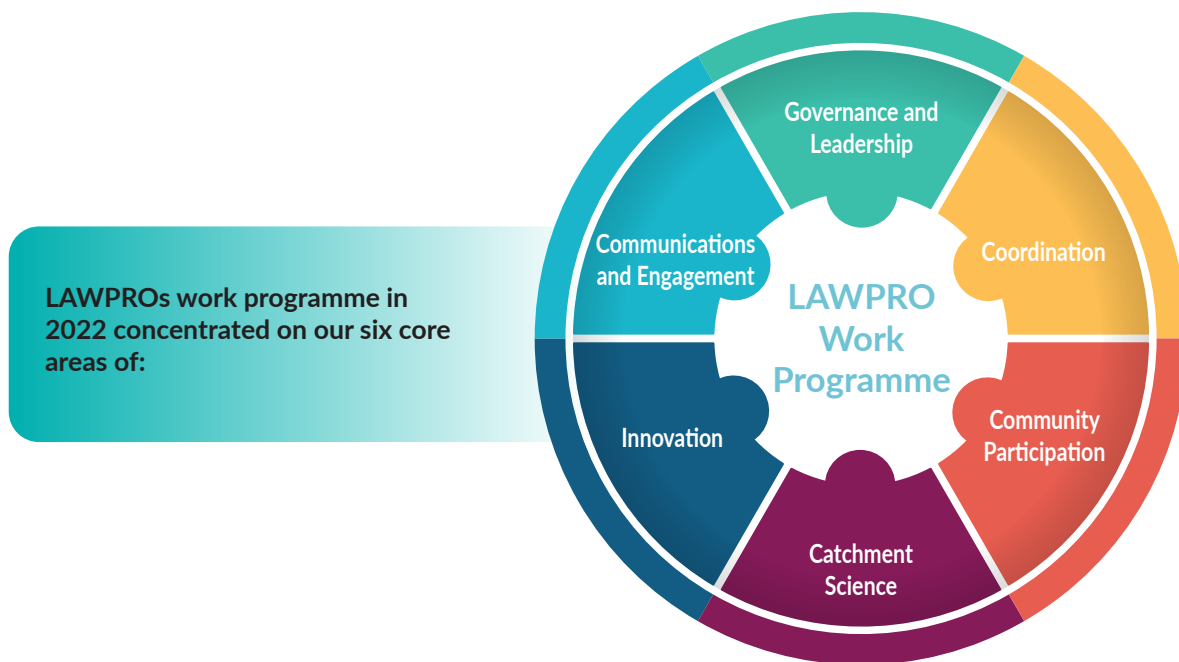 LAWPROs work programme in
2022 concentrated on our six core
areas of:
Governance and
Leadership
Coordination
Community
Participation
Catchment
Science
Innovation
Communications
and Engagement
LAWPRO
Work
Programme